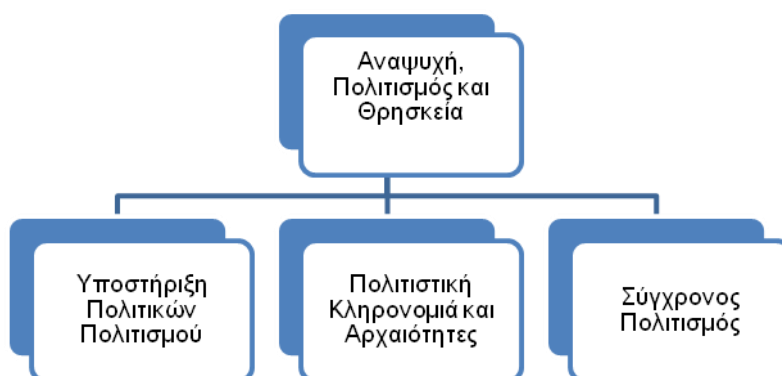 Αναψυχή,
Πολιτισμός και
Θρησκεία
Υποστήριξη
Πολιτικών
Πολιτισμού
Πολιτιστική
Κληρονομιά και
Αρχαιότητες
Σύγχρονος
Πολιτισμός